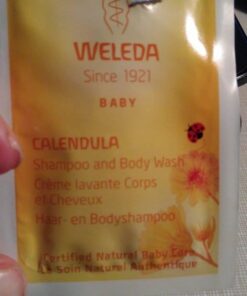 WELEDA
Since 1921
BABY
CALENDULA
Shampoo and Body Wash
Crème lavante Corps
et Cheveux
Haar- en Bodyshampoo
Certified Natural Baby Care
Le Soin Naturel Authentique